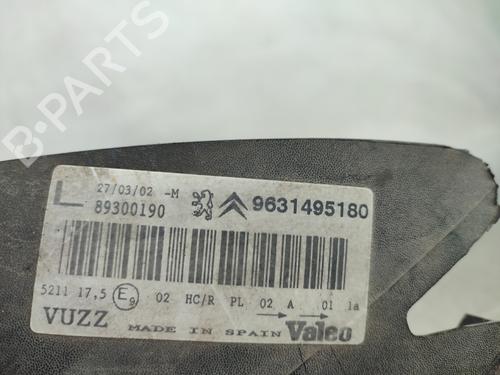 B-PARTS
L 27/03/02 -M
89300190 9631495180
5211 17,5 E9 02 HC/R PL 02 A 01 1a
VUZZ MADE IN SPAIN Valeo